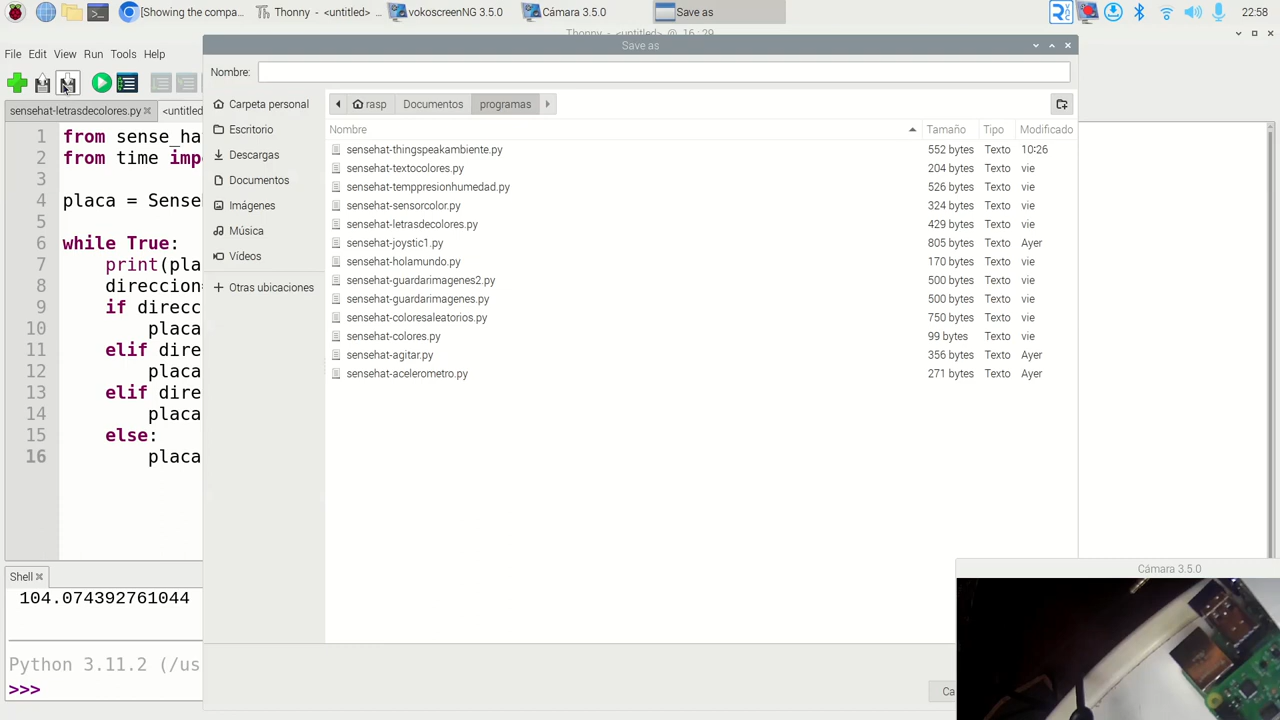 [Showing the compa...
Thonny - <untitled> ...
vokoscreenNG 3.5.0
Cámara 3.5.0
Save as
22:58
Thonny - <untitled> @ 16 : 29
File Edit View Run Tools Help
Save as
Nombre:
sensehat-letrasdecolores.py
<untitled
rasp Documentos programas
Carpeta personal
Escritorio
Descargas
Documentos
Imágenes
Música
Vídeos
Otras ubicaciones
Nombre Tamaño Tipo Modificado
sensehat-thingspeakambiente.py 552 bytes Texto 10:26
sensehat-textocolores.py 204 bytes Texto vie
sensehat-temppresionhumedad.py 526 bytes Texto vie
sensehat-sensorcolor.py 324 bytes Texto vie
sensehat-letrasdecolores.py 429 bytes Texto vie
sensehat-joystic1.py 805 bytes Texto Ayer
sensehat-holamundo.py 170 bytes Texto vie
sensehat-guardarimagenes2.py 500 bytes Texto vie
sensehat-guardarimagenes.py 500 bytes Texto vie
sensehat-coloresaleatorios.py 750 bytes Texto vie
sensehat-colores.py 99 bytes Texto vie
sensehat-agitar.py 356 bytes Texto Ayer
sensehat-acelerometro.py 271 bytes Texto Ayer
1 from sense_ha
2 from time impo
3
4 placa = Sense
5
6 while True:
7 print(pla
8 direccion=
9 if direcc
10 placa
11 elif dire
12 placa
13 elif dire
14 placa
15 else:
16 placa
Shell
104.074392761044
Python 3.11.2 (/us
>>>
Ca
Cámara 3.5.0